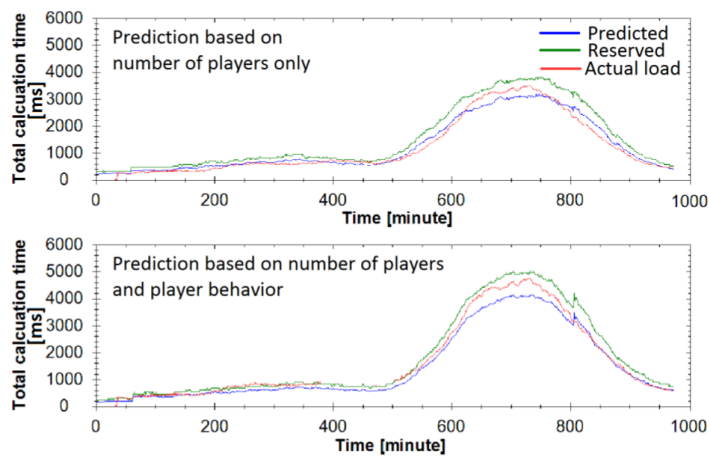 6000
5000
4000
3000
2000
1000
0
Total calcuation time
[ms]
Prediction based on
number of players only
Predicted
Reserved
Actual load
0 200 400 600 800 1000
Time [minute]
6000
5000
4000
3000
2000
1000
0
Total calcuation time
[ms]
Prediction based on number of players
and player behavior
0 200 400 600 800 1000
Time [minute]